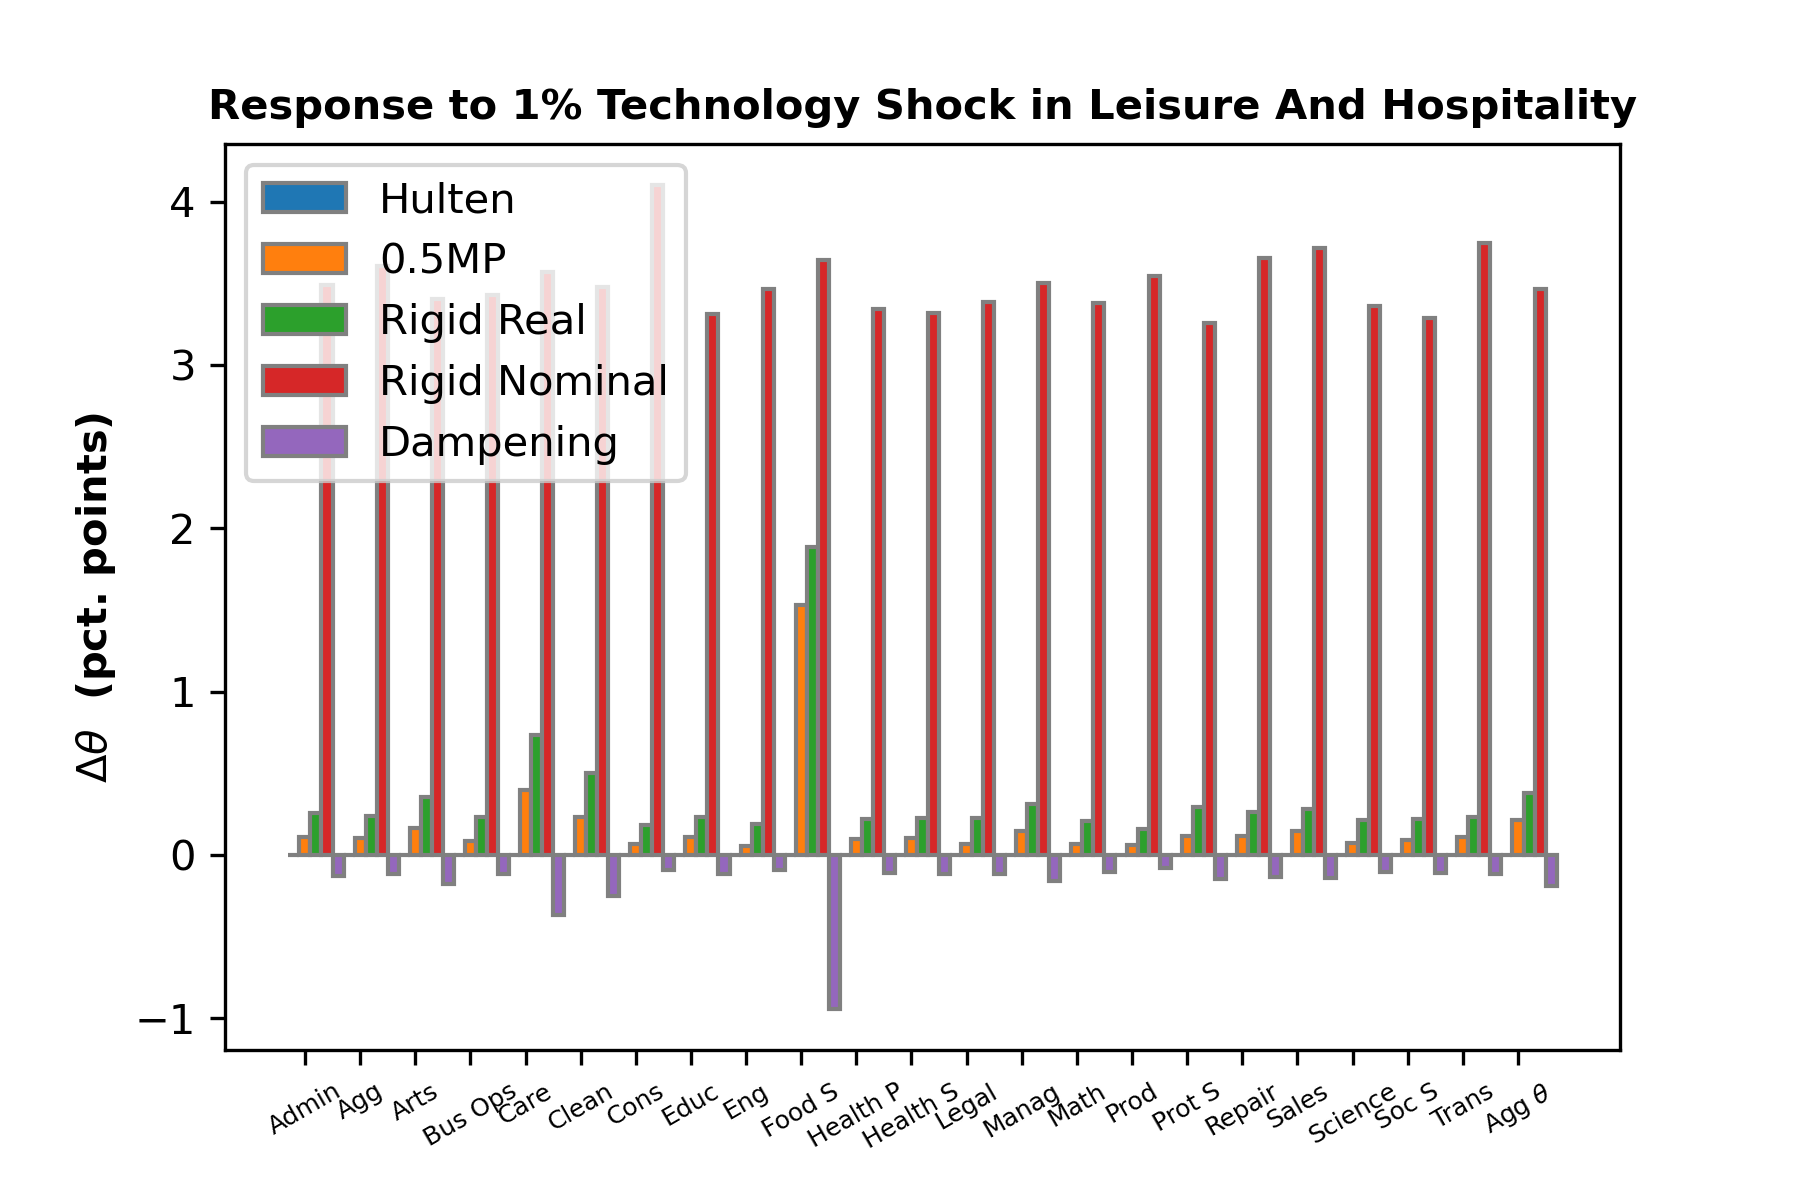 Response to 1% Technology Shock in Leisure And Hospitality
Hulten
0.5MP
Rigid Real
Rigid Nominal
Dampening
Δθ (pct. points)
4
3
2
1
0
−1
Admin
Agg
Arts
Bus Ops
Care
Clean
Cons
Educ
Eng
Food S
Health P
Health S
Legal
Manag
Math
Prod
Prot S
Repair
Sales
Science
Soc S
Trans
Agg θ